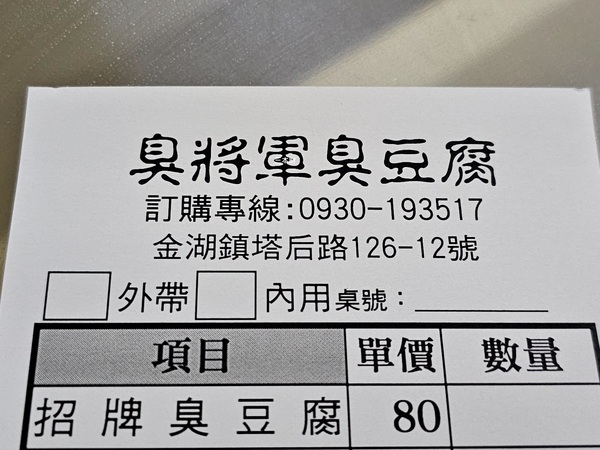 臭將軍臭豆腐
訂購專線:0930-193517
金湖鎮塔后路126-12號
外帶 內用 桌號：
項目 單價 數量
招牌臭豆腐 80